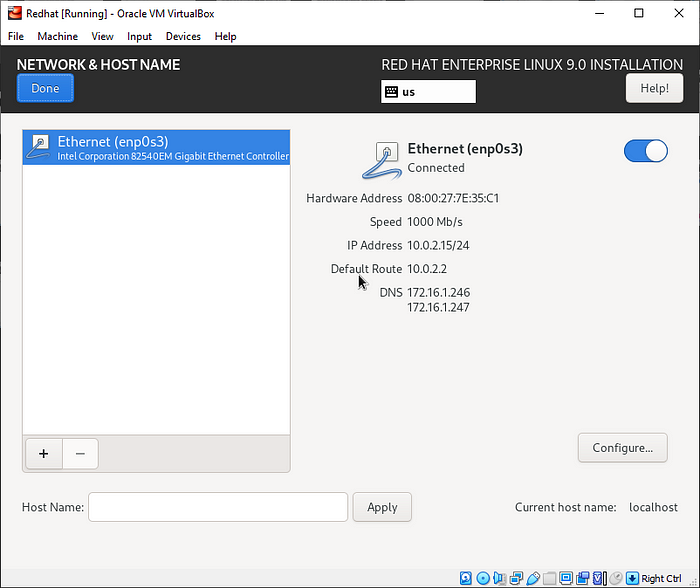 Redhat [Running] - Oracle VM VirtualBox
File Machine View Input Devices Help
NETWORK & HOST NAME
RED HAT ENTERPRISE LINUX 9.0 INSTALLATION
Done
us
Help!
Ethernet (enp0s3)
Intel Corporation 82540EM Gigabit Ethernet Controller
Ethernet (enp0s3)
Connected
Hardware Address 08:00:27:7E:35:C1
Speed 1000 Mb/s
IP Address 10.0.2.15/24
Default Route 10.0.2.2
DNS 172.16.1.246
172.16.1.247
+ −
Configure...
Host Name:
Apply
Current host name: localhost
Right Ctrl